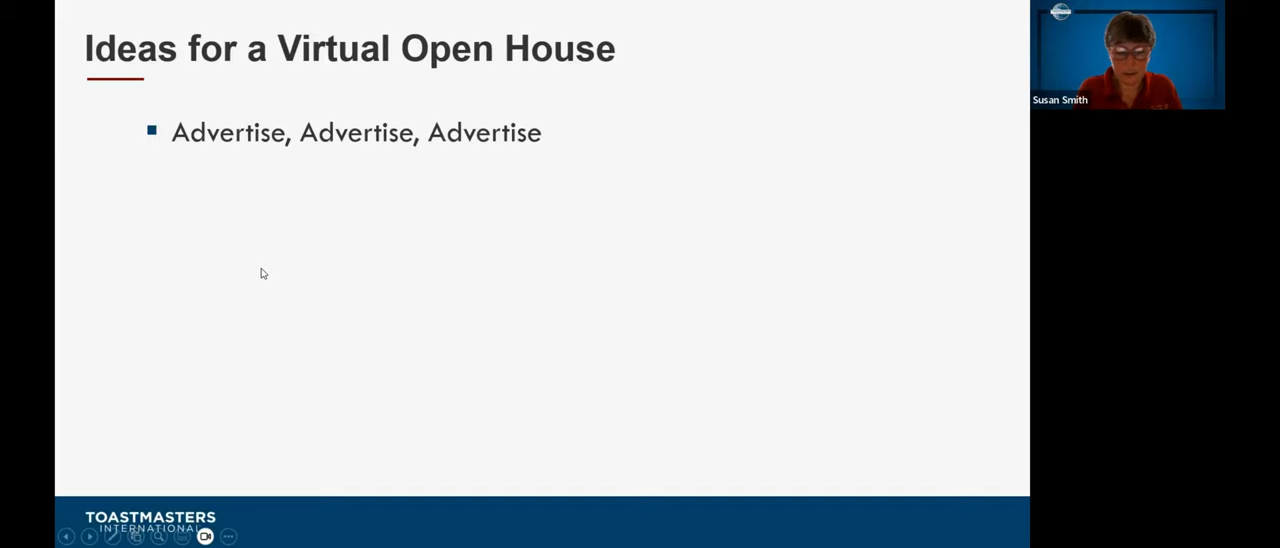 Ideas for a Virtual Open House
Advertise, Advertise, Advertise
Susan Smith
TOASTMASTERS
INTERNATIONAL